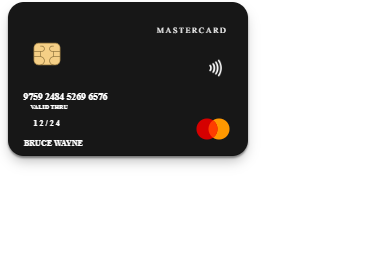 MASTERCARD
9759 2484 5269 6576
VALID THRU
12/24
BRUCE WAYNE